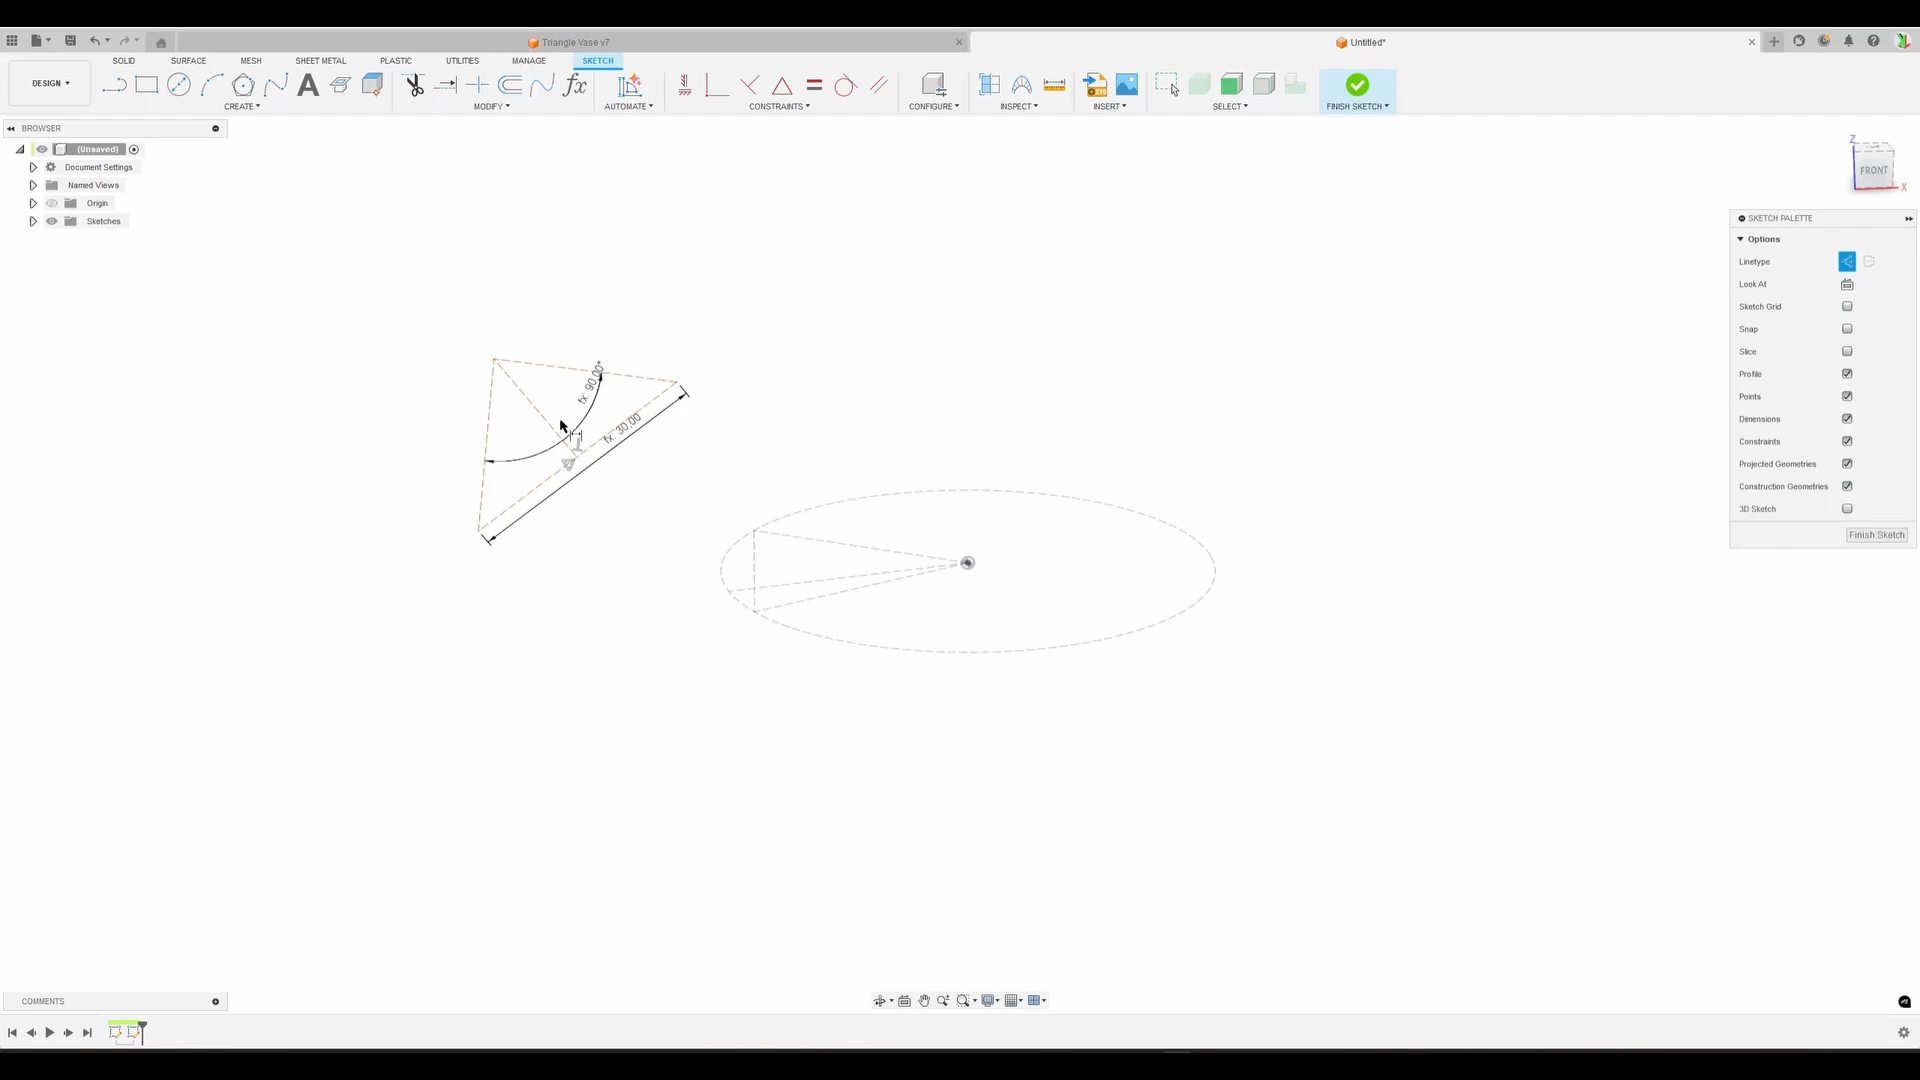 Triangle Vase v7
Untitled*
DESIGN
SOLID
SURFACE
MESH
SHEET METAL
PLASTIC
UTILITIES
MANAGE
SKETCH
CREATE
MODIFY
AUTOMATE
CONSTRAINTS
CONFIGURE
INSPECT
INSERT
SELECT
FINISH SKETCH
BROWSER
(Unsaved)
Document Settings
Named Views
Origin
Sketches
Z
FRONT
X
SKETCH PALETTE
Options
Linetype
Look At
Sketch Grid
Snap
Slice
Profile
Points
Dimensions
Constraints
Projected Geometries
Construction Geometries
3D Sketch
Finish Sketch
fx: 90.00°
fx: 30.00
COMMENTS